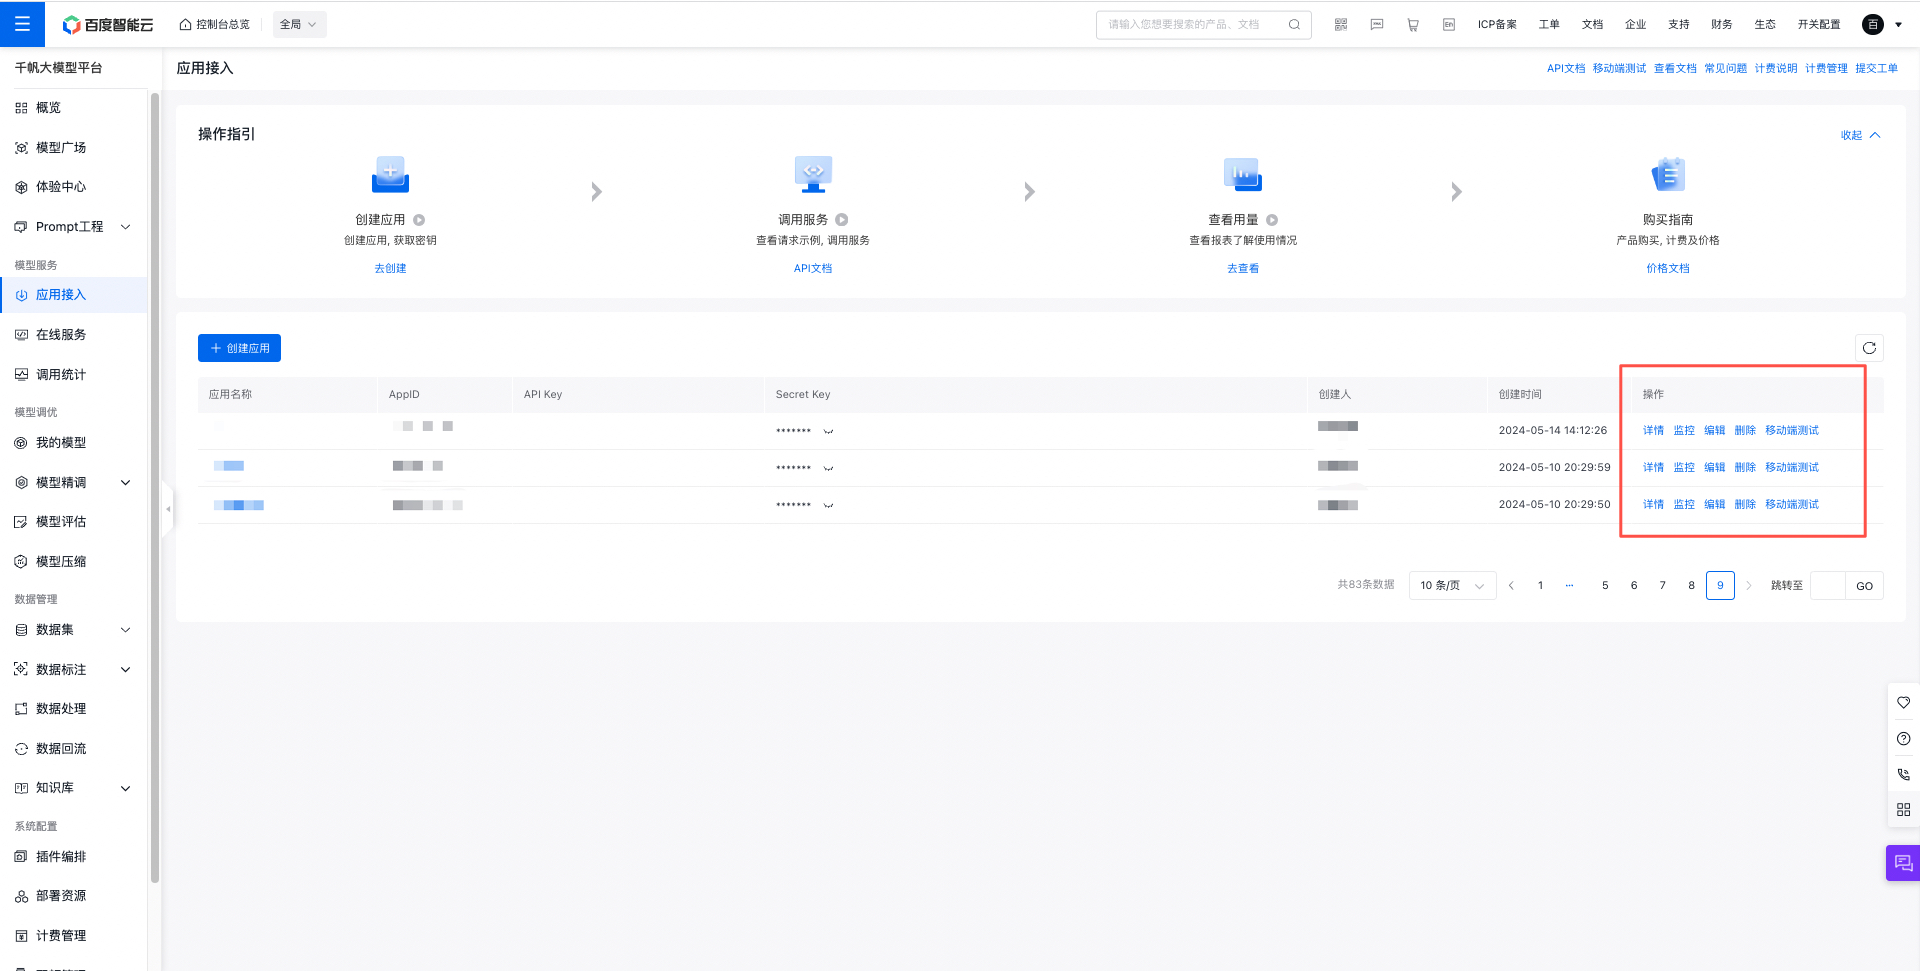 百度智能云
控制台总览
全局
请输入您想要搜索的产品、文档
ICP备案
工单
文档
企业
支持
财务
生态
开关配置
百
千帆大模型平台
概览
模型广场
体验中心
Prompt工程
模型服务
应用接入
在线服务
调用统计
模型调优
我的模型
模型精调
模型评估
模型压缩
数据管理
数据集
数据标注
数据处理
数据回流
知识库
系统配置
插件编排
部署资源
计费管理
应用接入
API文档 移动端测试 查看文档 常见问题 计费说明 计费管理 提交工单
操作指引
收起
创建应用
创建应用, 获取密钥
去创建
调用服务
查看请求示例, 调用服务
API文档
查看用量
查看报表了解使用情况
去查看
购买指南
产品购买, 计费及价格
价格文档
创建应用
应用名称 AppID API Key Secret Key 创建人 创建时间 操作
******* 2024-05-14 14:12:26 详情 监控 编辑 删除 移动端测试
******* 2024-05-10 20:29:59 详情 监控 编辑 删除 移动端测试
******* 2024-05-10 20:29:50 详情 监控 编辑 删除 移动端测试
共83条数据 10 条/页 1 ··· 5 6 7 8 9 跳转至 GO